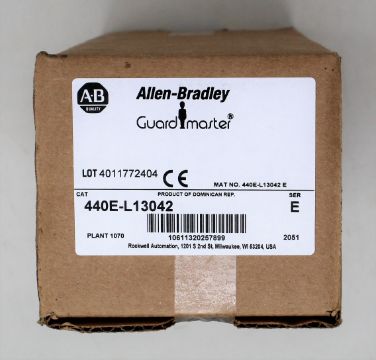 A-B
QUALITY
Allen-Bradley
Guardmaster®
LOT 4011772404 CE
MAT NO. 440E-L13042 E
CAT PRODUCT OF DOMINICAN REP. SER
440E-L13042 E
PLANT 1070 10611320257899 2051
Rockwell Automation, 1201 S 2nd St, Milwaukee, WI 53204, USA